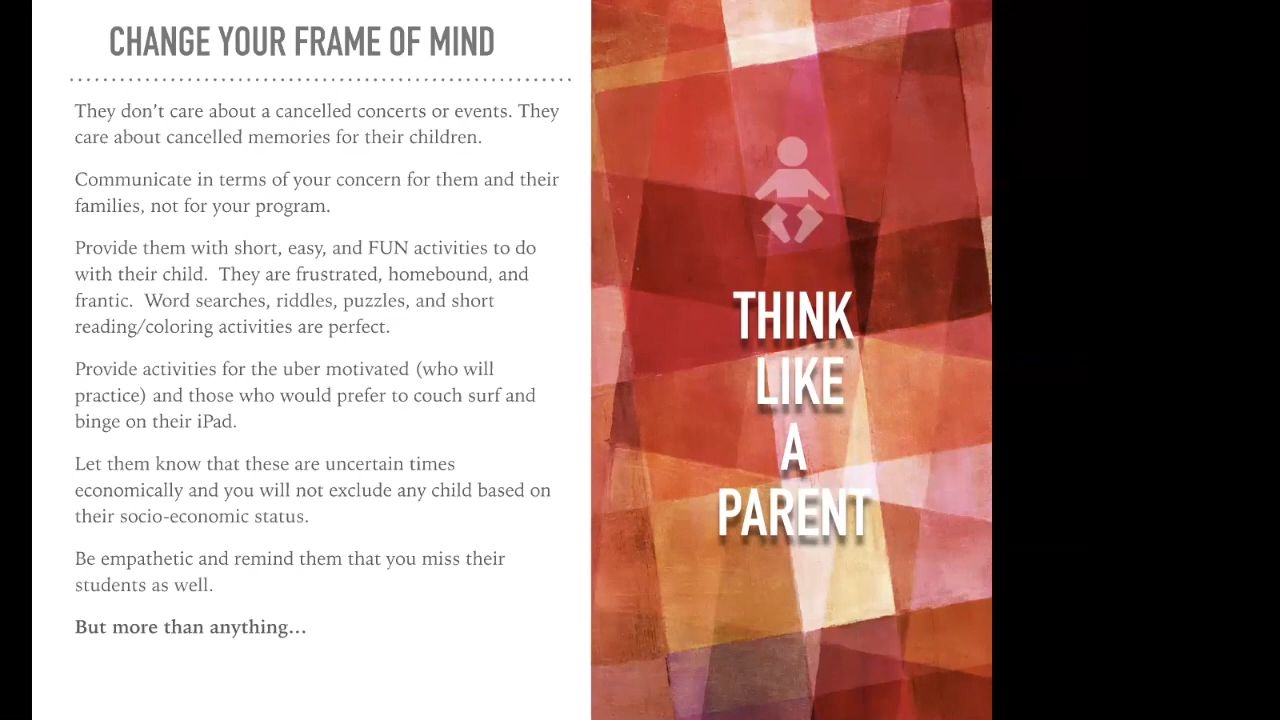 CHANGE YOUR FRAME OF MIND
They don’t care about a cancelled concerts or events. They
care about cancelled memories for their children.
Communicate in terms of your concern for them and their
families, not for your program.
Provide them with short, easy, and FUN activities to do
with their child.  They are frustrated, homebound, and
frantic.  Word searches, riddles, puzzles, and short
reading/coloring activities are perfect.
Provide activities for the uber motivated (who will
practice) and those who would prefer to couch surf and
binge on their iPad.
Let them know that these are uncertain times
economically and you will not exclude any child based on
their socio-economic status.
Be empathetic and remind them that you miss their
students as well.
But more than anything…
THINK
LIKE
A
PARENT